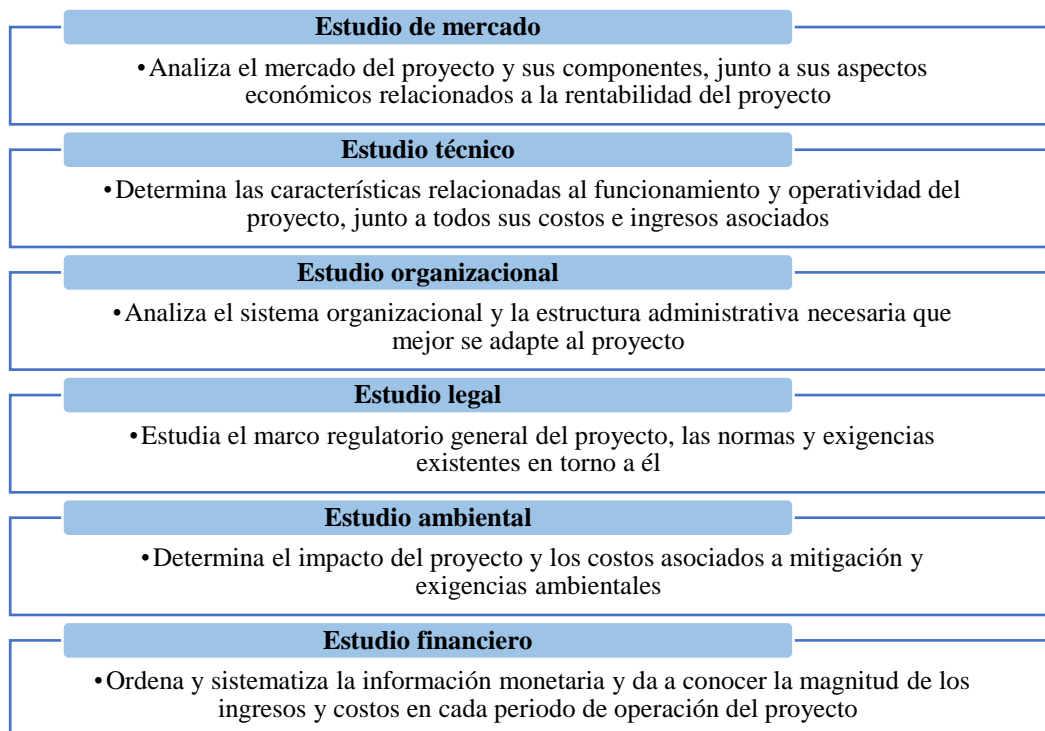 Estudio de mercado
•Analiza el mercado del proyecto y sus componentes, junto a sus aspectos
económicos relacionados a la rentabilidad del proyecto
Estudio técnico
•Determina las características relacionadas al funcionamiento y operatividad del
proyecto, junto a todos sus costos e ingresos asociados
Estudio organizacional
•Analiza el sistema organizacional y la estructura administrativa necesaria que
mejor se adapte al proyecto
Estudio legal
•Estudia el marco regulatorio general del proyecto, las normas y exigencias
existentes en torno a él
Estudio ambiental
•Determina el impacto del proyecto y los costos asociados a mitigación y
exigencias ambientales
Estudio financiero
•Ordena y sistematiza la información monetaria y da a conocer la magnitud de los
ingresos y costos en cada periodo de operación del proyecto